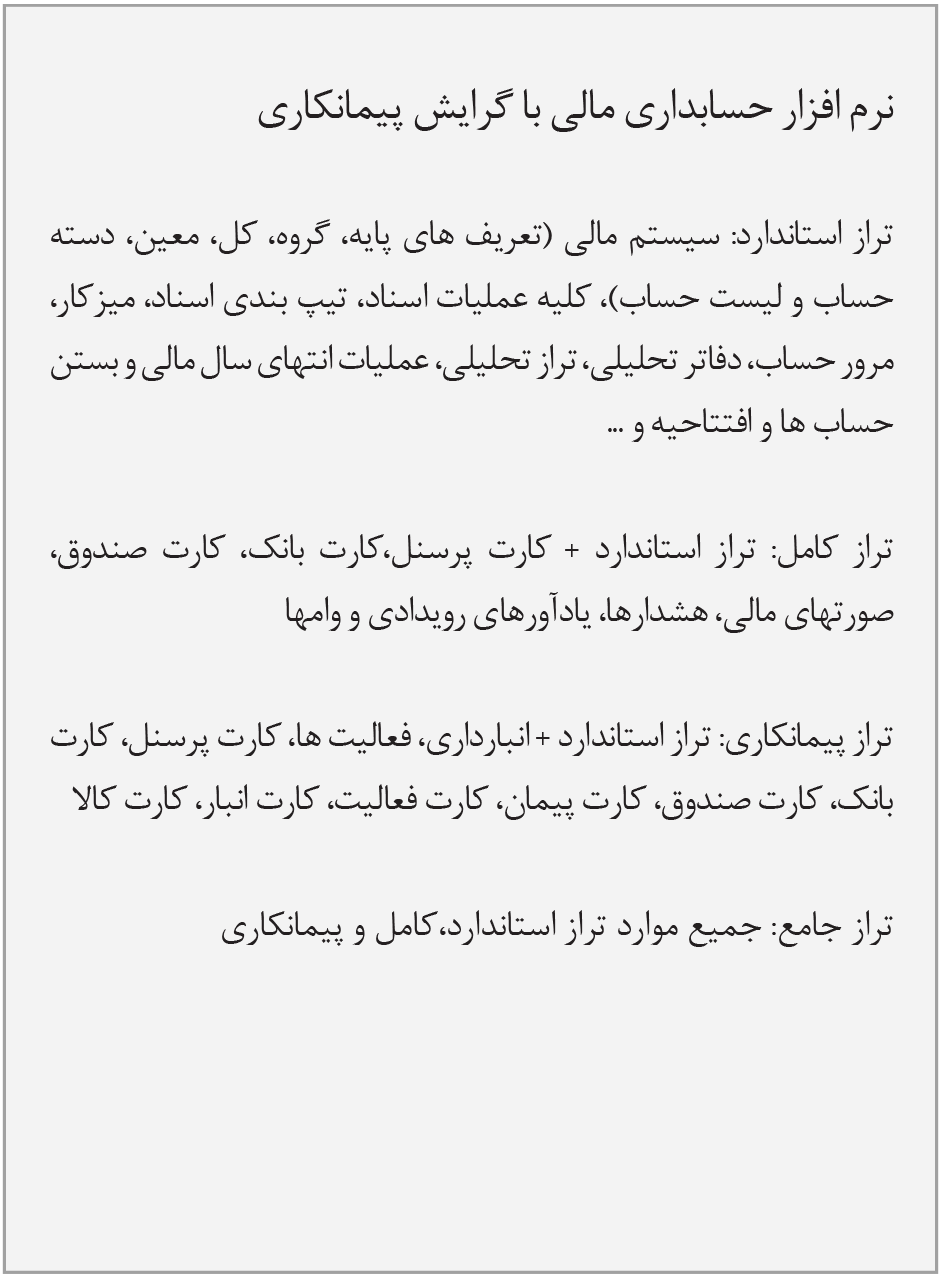 نرم افزار حسابداری مالی با گرایش پیمانکاری
تراز استاندارد: سیستم مالی (تعریف های پایه، گروه، کل، معین، دسته
حساب و لیست حساب)، کلیه عملیات اسناد، تیپ بندی اسناد، میزکار،
مرور حساب، دفاتر تحلیلی، تراز تحلیلی، عملیات انتهای سال مالی و بستن
حساب ها و افتتاحیه و ...
تراز کامل: تراز استاندارد + کارت پرسنل،کارت بانک، کارت صندوق،
صورتهای مالی، هشدارها، یادآورهای رویدادی و وامها
تراز پیمانکاری: تراز استاندارد +انبارداری، فعالیت ها، کارت پرسنل، کارت
بانک، کارت صندوق، کارت پیمان، کارت فعالیت، کارت انبار، کارت کالا
تراز جامع: جمیع موارد تراز استاندارد،کامل و پیمانکاری